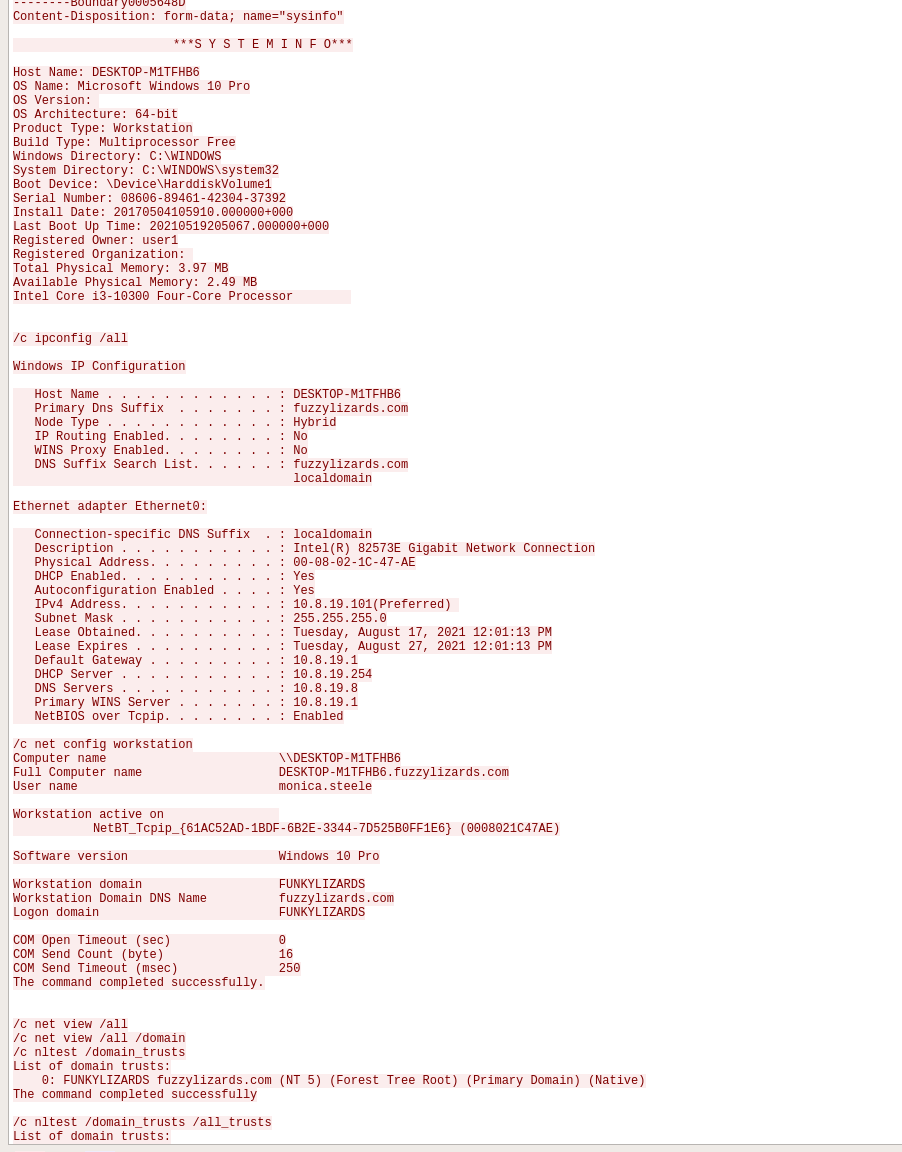 --------Boundary0005648D
Content-Disposition: form-data; name="sysinfo"
***S Y S T E M I N F O***
Host Name: DESKTOP-M1TFHB6
OS Name: Microsoft Windows 10 Pro
OS Version:
OS Architecture: 64-bit
Product Type: Workstation
Build Type: Multiprocessor Free
Windows Directory: C:\WINDOWS
System Directory: C:\WINDOWS\system32
Boot Device: \Device\HarddiskVolume1
Serial Number: 08606-89461-42304-37392
Install Date: 20170504105910.000000+000
Last Boot Up Time: 20210519205067.000000+000
Registered Owner: user1
Registered Organization:
Total Physical Memory: 3.97 MB
Available Physical Memory: 2.49 MB
Intel Core i3-10300 Four-Core Processor
/c ipconfig /all
Windows IP Configuration
Host Name . . . . . . . . . . . . : DESKTOP-M1TFHB6
Primary Dns Suffix  . . . . . . . : fuzzylizards.com
Node Type . . . . . . . . . . . . : Hybrid
IP Routing Enabled. . . . . . . . : No
WINS Proxy Enabled. . . . . . . . : No
DNS Suffix Search List. . . . . . : fuzzylizards.com
localdomain
Ethernet adapter Ethernet0:
Connection-specific DNS Suffix  . : localdomain
Description . . . . . . . . . . . : Intel(R) 82573E Gigabit Network Connection
Physical Address. . . . . . . . . : 00-08-02-1C-47-AE
DHCP Enabled. . . . . . . . . . . : Yes
Autoconfiguration Enabled . . . . : Yes
IPv4 Address. . . . . . . . . . . : 10.8.19.101(Preferred)
Subnet Mask . . . . . . . . . . . : 255.255.255.0
Lease Obtained. . . . . . . . . . : Tuesday, August 17, 2021 12:01:13 PM
Lease Expires . . . . . . . . . . : Tuesday, August 27, 2021 12:01:13 PM
Default Gateway . . . . . . . . . : 10.8.19.1
DHCP Server . . . . . . . . . . . : 10.8.19.254
DNS Servers . . . . . . . . . . . : 10.8.19.8
Primary WINS Server . . . . . . . : 10.8.19.1
NetBIOS over Tcpip. . . . . . . . : Enabled
/c net config workstation
Computer name                        \\DESKTOP-M1TFHB6
Full Computer name                   DESKTOP-M1TFHB6.fuzzylizards.com
User name                            monica.steele
Workstation active on
NetBT_Tcpip_{61AC52AD-1BDF-6B2E-3344-7D525B0FF1E6} (0008021C47AE)
Software version                     Windows 10 Pro
Workstation domain                   FUNKYLIZARDS
Workstation Domain DNS Name          fuzzylizards.com
Logon domain                         FUNKYLIZARDS
COM Open Timeout (sec)               0
COM Send Count (byte)                16
COM Send Timeout (msec)              250
The command completed successfully.
/c net view /all
/c net view /all /domain
/c nltest /domain_trusts
List of domain trusts:
0: FUNKYLIZARDS fuzzylizards.com (NT 5) (Forest Tree Root) (Primary Domain) (Native)
The command completed successfully
/c nltest /domain_trusts /all_trusts
List of domain trusts: